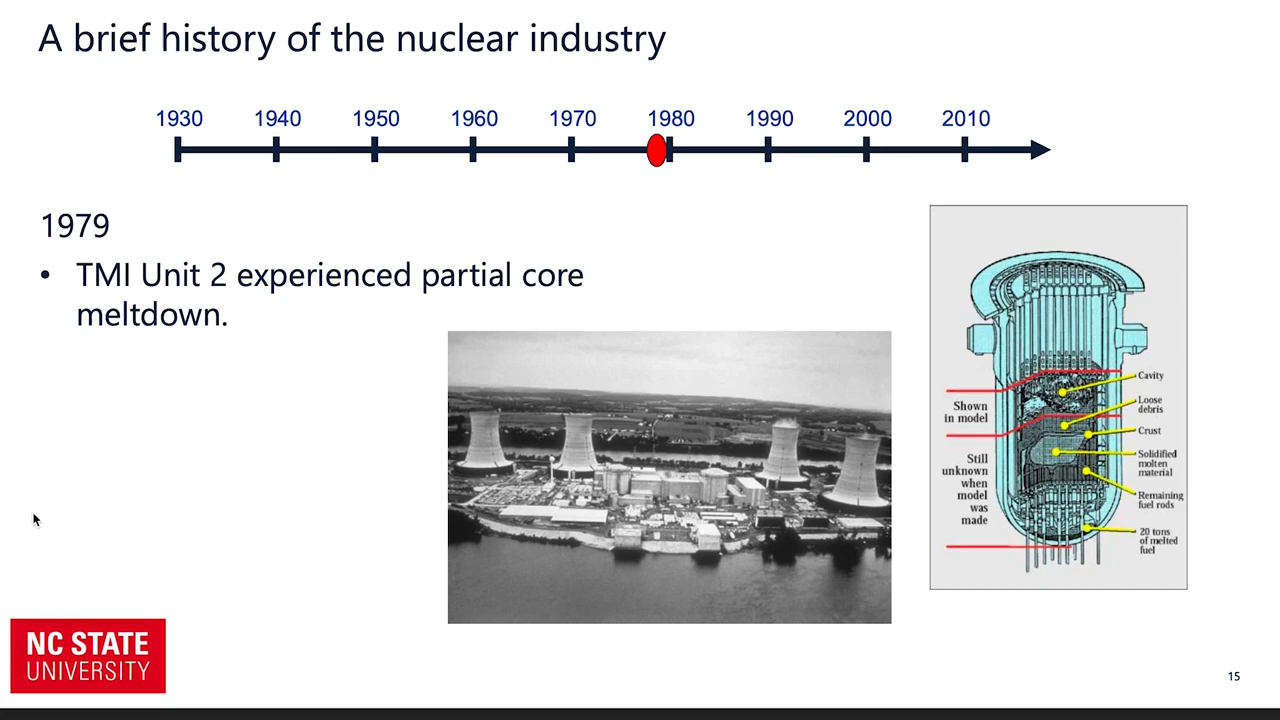 A brief history of the nuclear industry
1930 1940 1950 1960 1970 1980 1990 2000 2010
1979
• TMI Unit 2 experienced partial core
meltdown.
Shown
in model
Still
unknown
when
model
was
made
Cavity
Loose
debris
Crust
Solidified
molten
material
Remaining
fuel rods
20 tons
of melted
fuel
NC STATE
UNIVERSITY
15